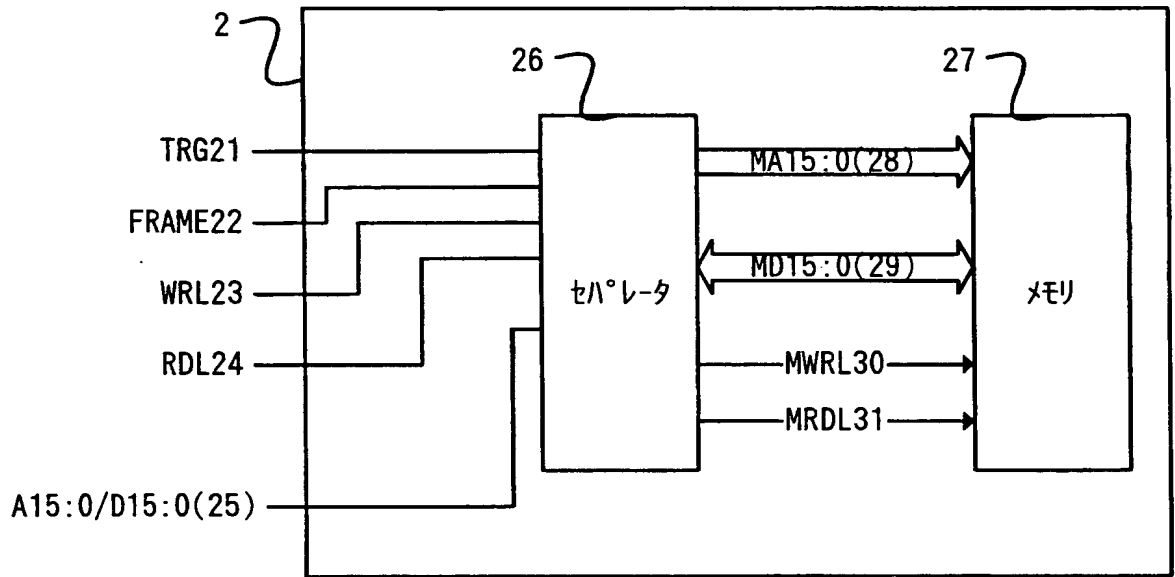 2
26
27
TRG21
MA15:0(28)
FRAME22
WRL23
MD15:0(29)
ｾﾊﾟﾚｰﾀ
ﾒﾓﾘ
RDL24
MWRL30
MRDL31
A15:0/D15:0(25)